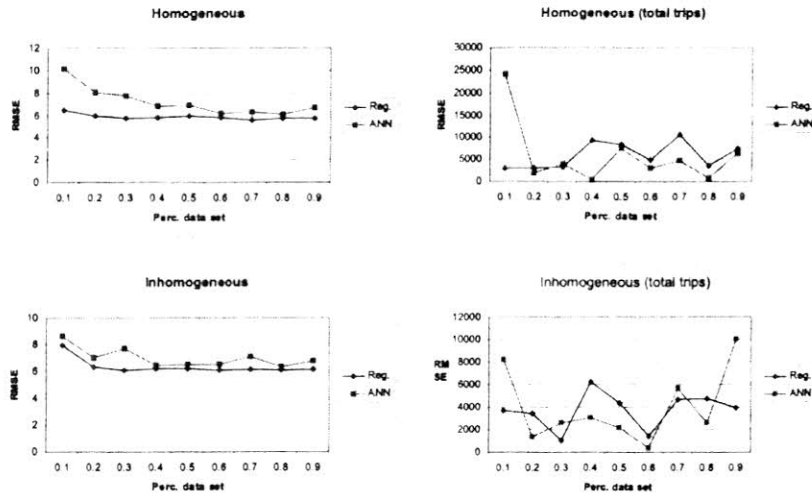 Homogeneous
12
10
8
6
4
2
0
RMSE
0.1 0.2 0.3 0.4 0.5 0.6 0.7 0.8 0.9
Perc. data set
Reg.
ANN
Homogeneous (total trips)
30000
25000
20000
15000
10000
5000
0
RMSE
0.1 0.2 0.3 0.4 0.5 0.6 0.7 0.8 0.9
Perc. data set
Reg.
ANN
Inhomogeneous
10
8
6
4
2
0
RMSE
0.1 0.2 0.3 0.4 0.5 0.6 0.7 0.8 0.9
Perc. data set
Reg.
ANN
Inhomogeneous (total trips)
12000
10000
8000
6000
4000
2000
0
RM
SE
0.1 0.2 0.3 0.4 0.5 0.6 0.7 0.8 0.9
Perc. data set
Reg.
ANN